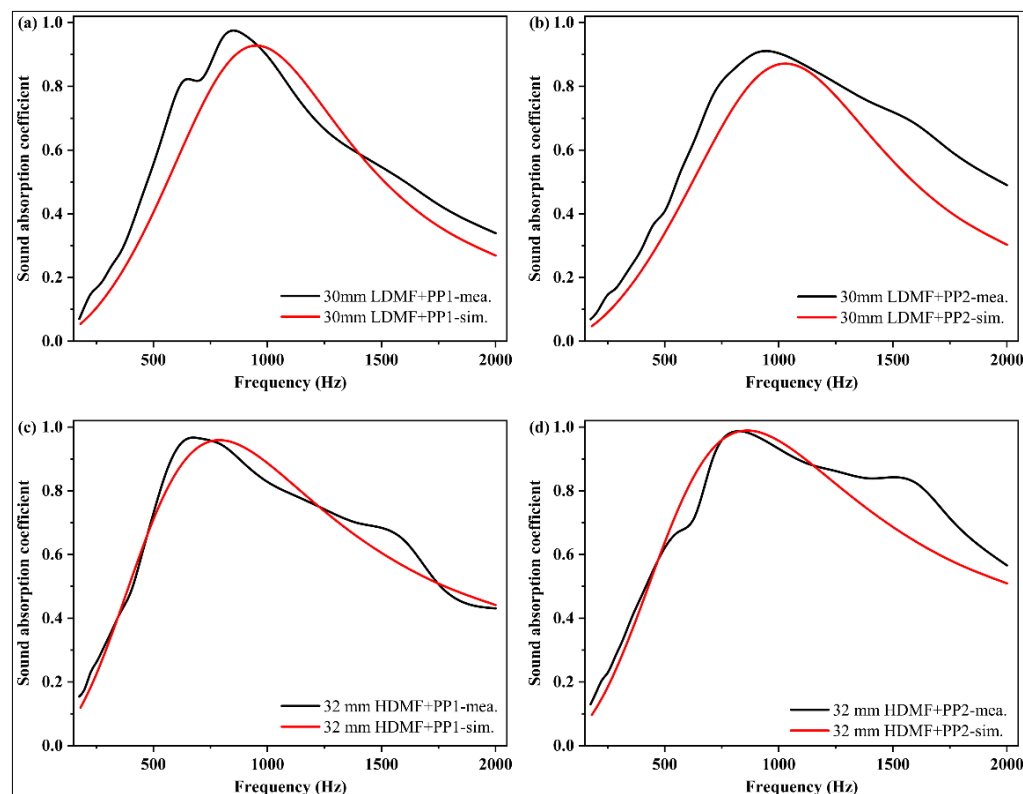 (a)
1.0
0.8
0.6
0.4
0.2
0.0
Sound absorption coefficient
30mm LDMF+PP1-mea.
30mm LDMF+PP1-sim.
500
1000
1500
2000
Frequency (Hz)
(b)
1.0
0.8
0.6
0.4
0.2
0.0
Sound absorption coefficient
30mm LDMF+PP2-mea.
30mm LDMF+PP2-sim.
500
1000
1500
2000
Frequency (Hz)
(c)
1.0
0.8
0.6
0.4
0.2
0.0
Sound absorption coefficient
32 mm HDMF+PP1-mea.
32 mm HDMF+PP1-sim.
500
1000
1500
2000
Frequency (Hz)
(d)
1.0
0.8
0.6
0.4
0.2
0.0
Sound absorption coefficient
32 mm HDMF+PP2-mea.
32 mm HDMF+PP2-sim.
500
1000
1500
2000
Frequency (Hz)